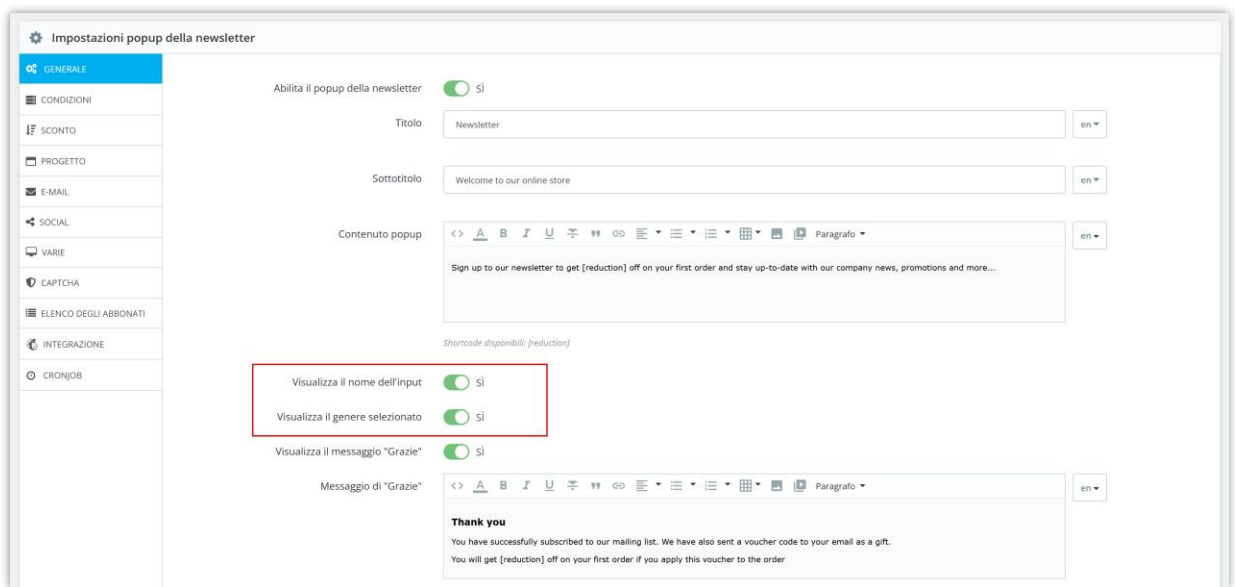 Impostazioni popup della newsletter
GENERALE
CONDIZIONI
SCONTO
PROGETTO
E-MAIL
SOCIAL
VARIE
CAPTCHA
ELENCO DEGLI ABBONATI
INTEGRAZIONE
CRONJOB
Abilita il popup della newsletter SÌ
Titolo Newsletter en
Sottotitolo Welcome to our online store en
Contenuto popup A B I U Paragrafo en
Sign up to our newsletter to get [reduction] off on your first order and stay up-to-date with our company news, promotions and more...
Shortcode disponibili: [reduction]
Visualizza il nome dell'input SÌ
Visualizza il genere selezionato SÌ
Visualizza il messaggio "Grazie" SÌ
Messaggio di "Grazie" A B I U Paragrafo en
Thank you
You have successfully subscribed to our mailing list. We have also sent a voucher code to your email as a gift.
You will get [reduction] off on your first order if you apply this voucher to the order